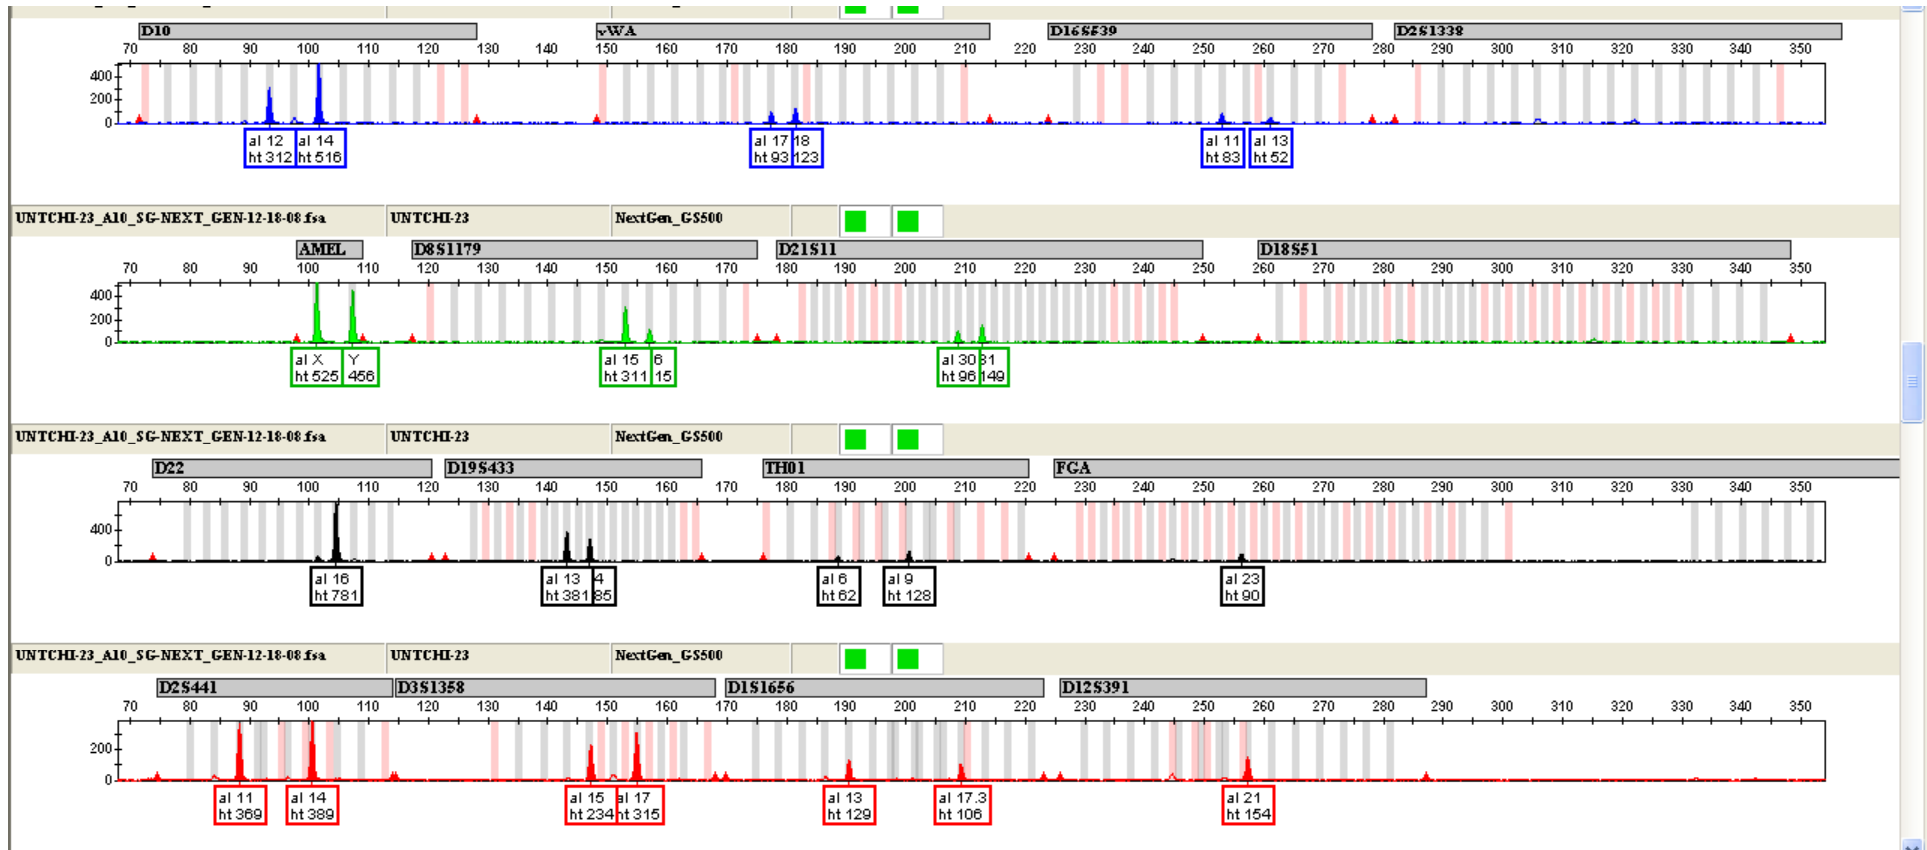 D10 vWA D16S539 D2S1338
70 80 90 100 110 120 130 140 150 160 170 180 190 200 210 220 230 240 250 260 270 280 290 300 310 320 330 340 350
400
200
0
al 12 al 14 al 17 18 al 11 al 13
ht 312 ht 516 ht 93 123 ht 83 ht 52
UNTCHI-23_A10_SG-NEXT_GEN-12-18-08.fsa UNTCHI-23 NextGen_GS500
AMEL D8S1179 D21S11 D18S51
70 80 90 100 110 120 130 140 150 160 170 180 190 200 210 220 230 240 250 260 270 280 290 300 310 320 330 340 350
400
200
0
al X Y al 15 6 al 30 31
ht 525 456 ht 311 15 ht 96 149
UNTCHI-23_A10_SG-NEXT_GEN-12-18-08.fsa UNTCHI-23 NextGen_GS500
D22 D19S433 TH01 FGA
70 80 90 100 110 120 130 140 150 160 170 180 190 200 210 220 230 240 250 260 270 280 290 300 310 320 330 340 350
400
0
al 16 al 13 4 al 6 al 9 al 23
ht 781 ht 381 85 ht 62 ht 128 ht 90
UNTCHI-23_A10_SG-NEXT_GEN-12-18-08.fsa UNTCHI-23 NextGen_GS500
D2S441 D3S1358 D1S1656 D12S391
70 80 90 100 110 120 130 140 150 160 170 180 190 200 210 220 230 240 250 260 270 280 290 300 310 320 330 340 350
200
0
al 11 al 14 al 15 al 17 al 13 al 17.3 al 21
ht 369 ht 389 ht 234 ht 315 ht 129 ht 106 ht 154